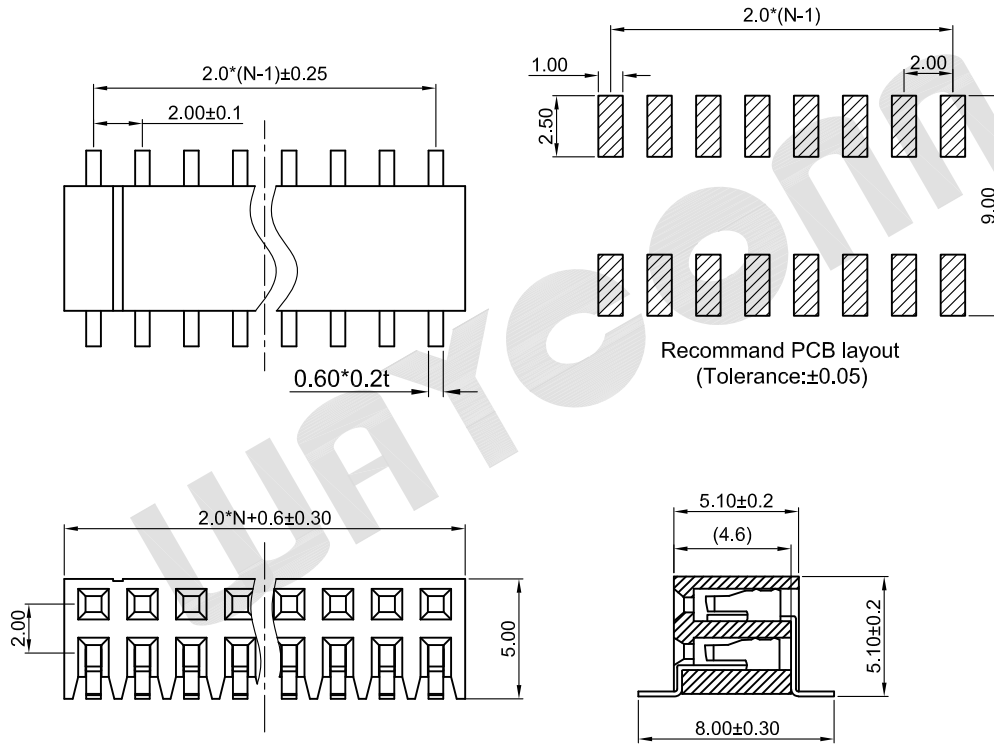 2.0*(N-1)
2.0*(N-1)±0.25
1.00
2.00
2.00±0.1
2.50
9.00
Recommand PCB layout
(Tolerance:±0.05)
0.60*0.2t
WAYCOM
2.0*N+0.6±0.30
5.10±0.2
(4.6)
2.00
5.00
5.10±0.2
8.00±0.30